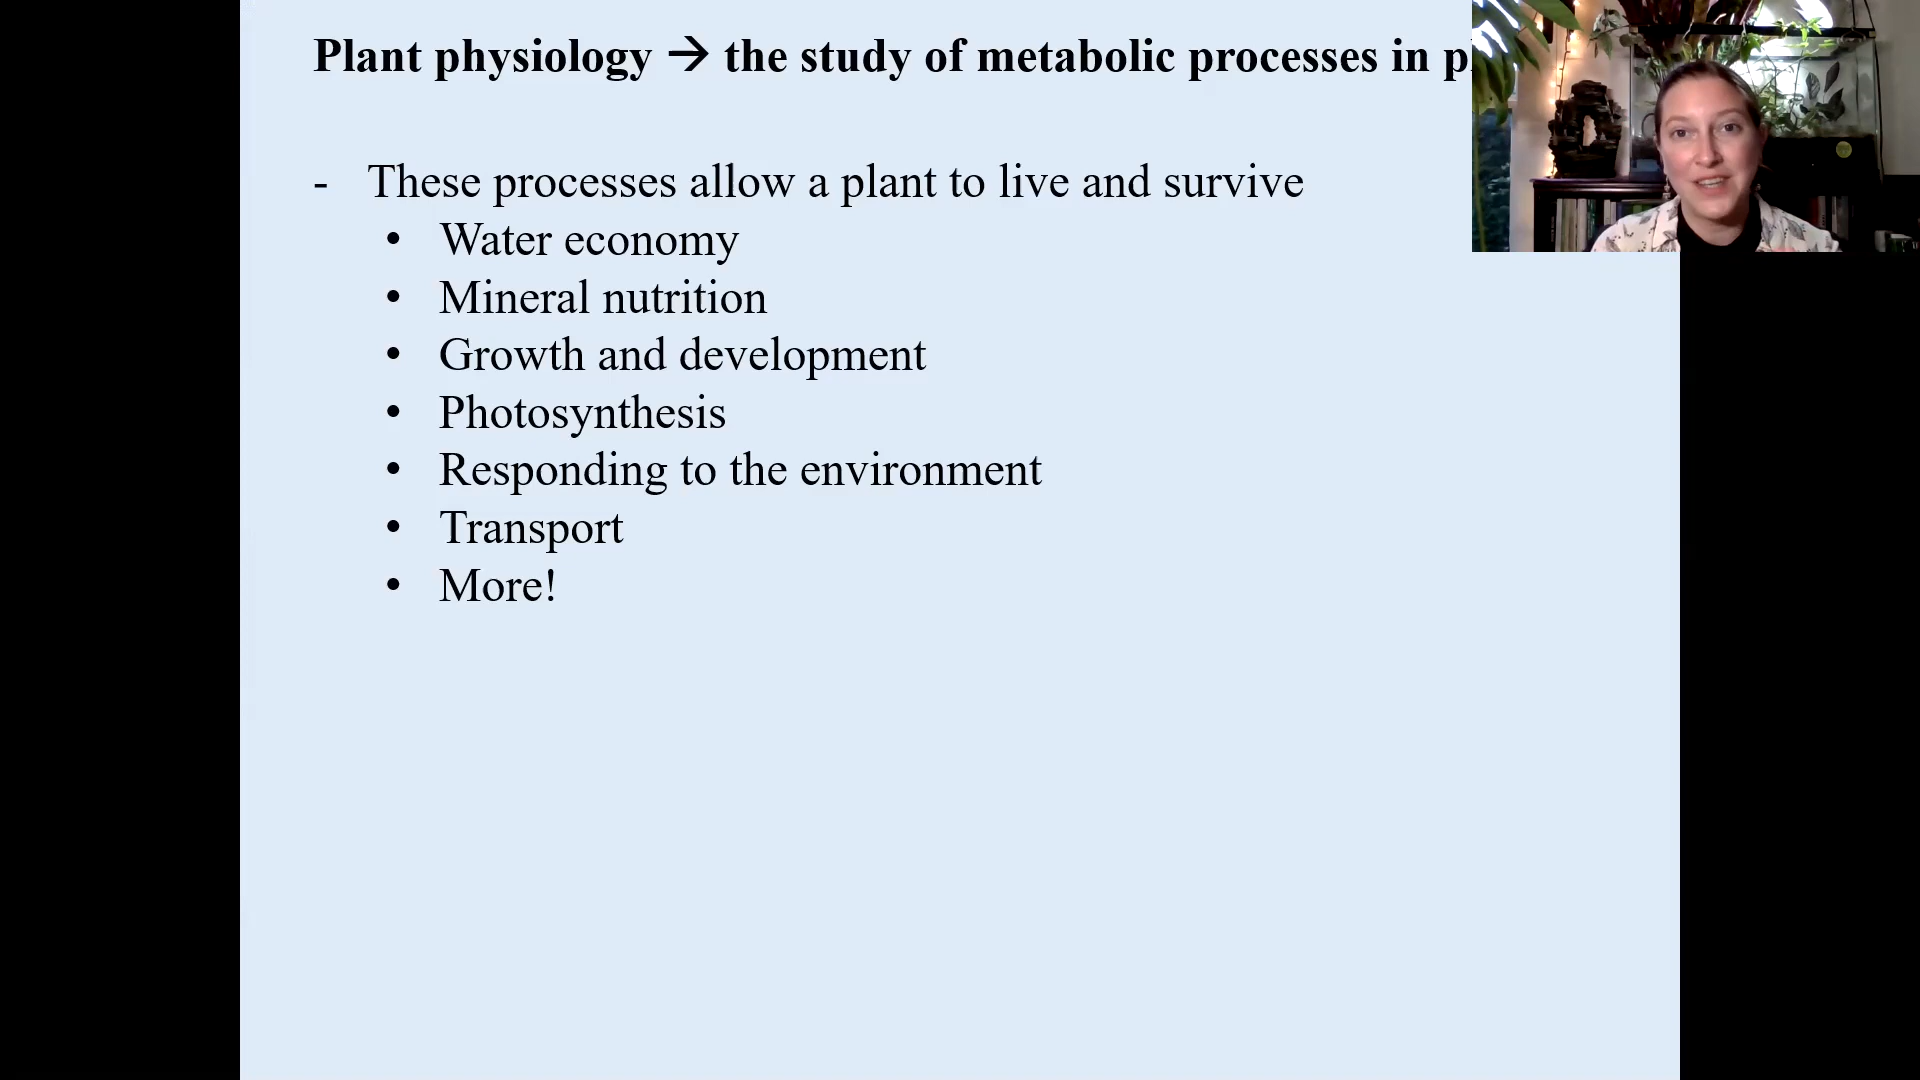 Plant physiology → the study of metabolic processes in
- These processes allow a plant to live and survive
• Water economy
• Mineral nutrition
• Growth and development
• Photosynthesis
• Responding to the environment
• Transport
• More!